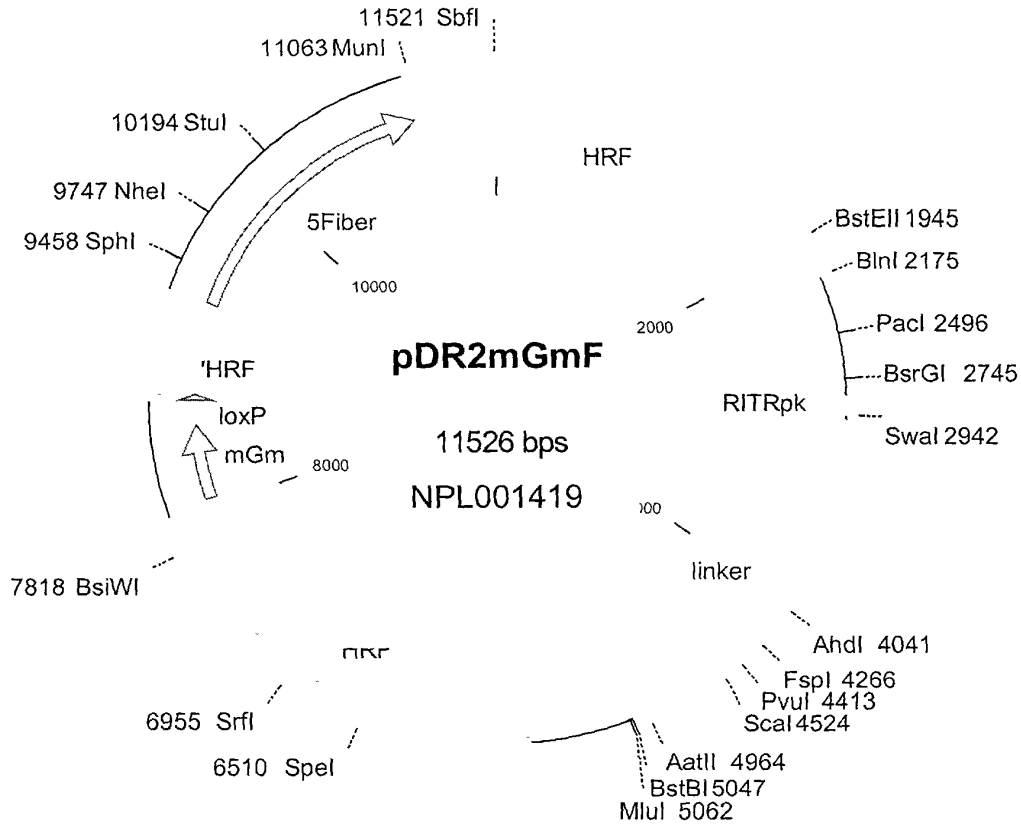 11521 SbfI
11063 MunI
10194 StuI
HRF
9747 NheI
5Fiber
BstEII 1945
9458 SphI
BlnI 2175
10000
PacI 2496
2000
pDR2mGmF
'HRF
BsrGI 2745
RITRpk
loxP
SwaI 2942
11526 bps
mGm
8000
NPL001419
linker
7818 BsiWI
AhdI 4041
FspI 4266
PvuI 4413
6955 SrfI
ScaI 4524
6510 SpeI
AatII 4964
BstBI 5047
MluI 5062